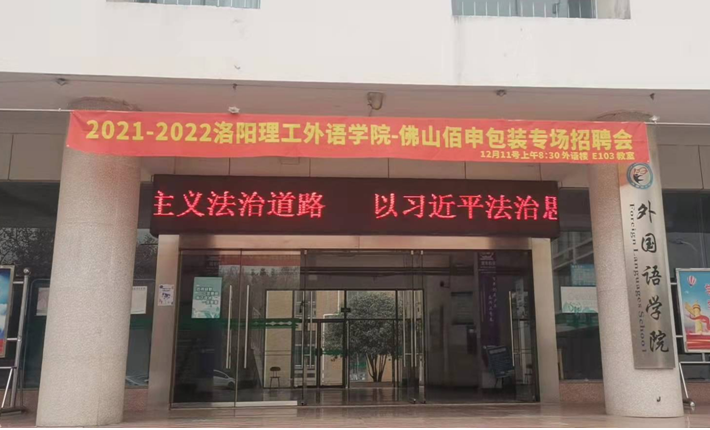 2021-2022洛阳理工外语学院-佛山佰申包装专场招聘会
12月11号上午8:30外语楼 E103教室
主义法治道路 以习近平法治思
外国语学院
Foreign Languages School